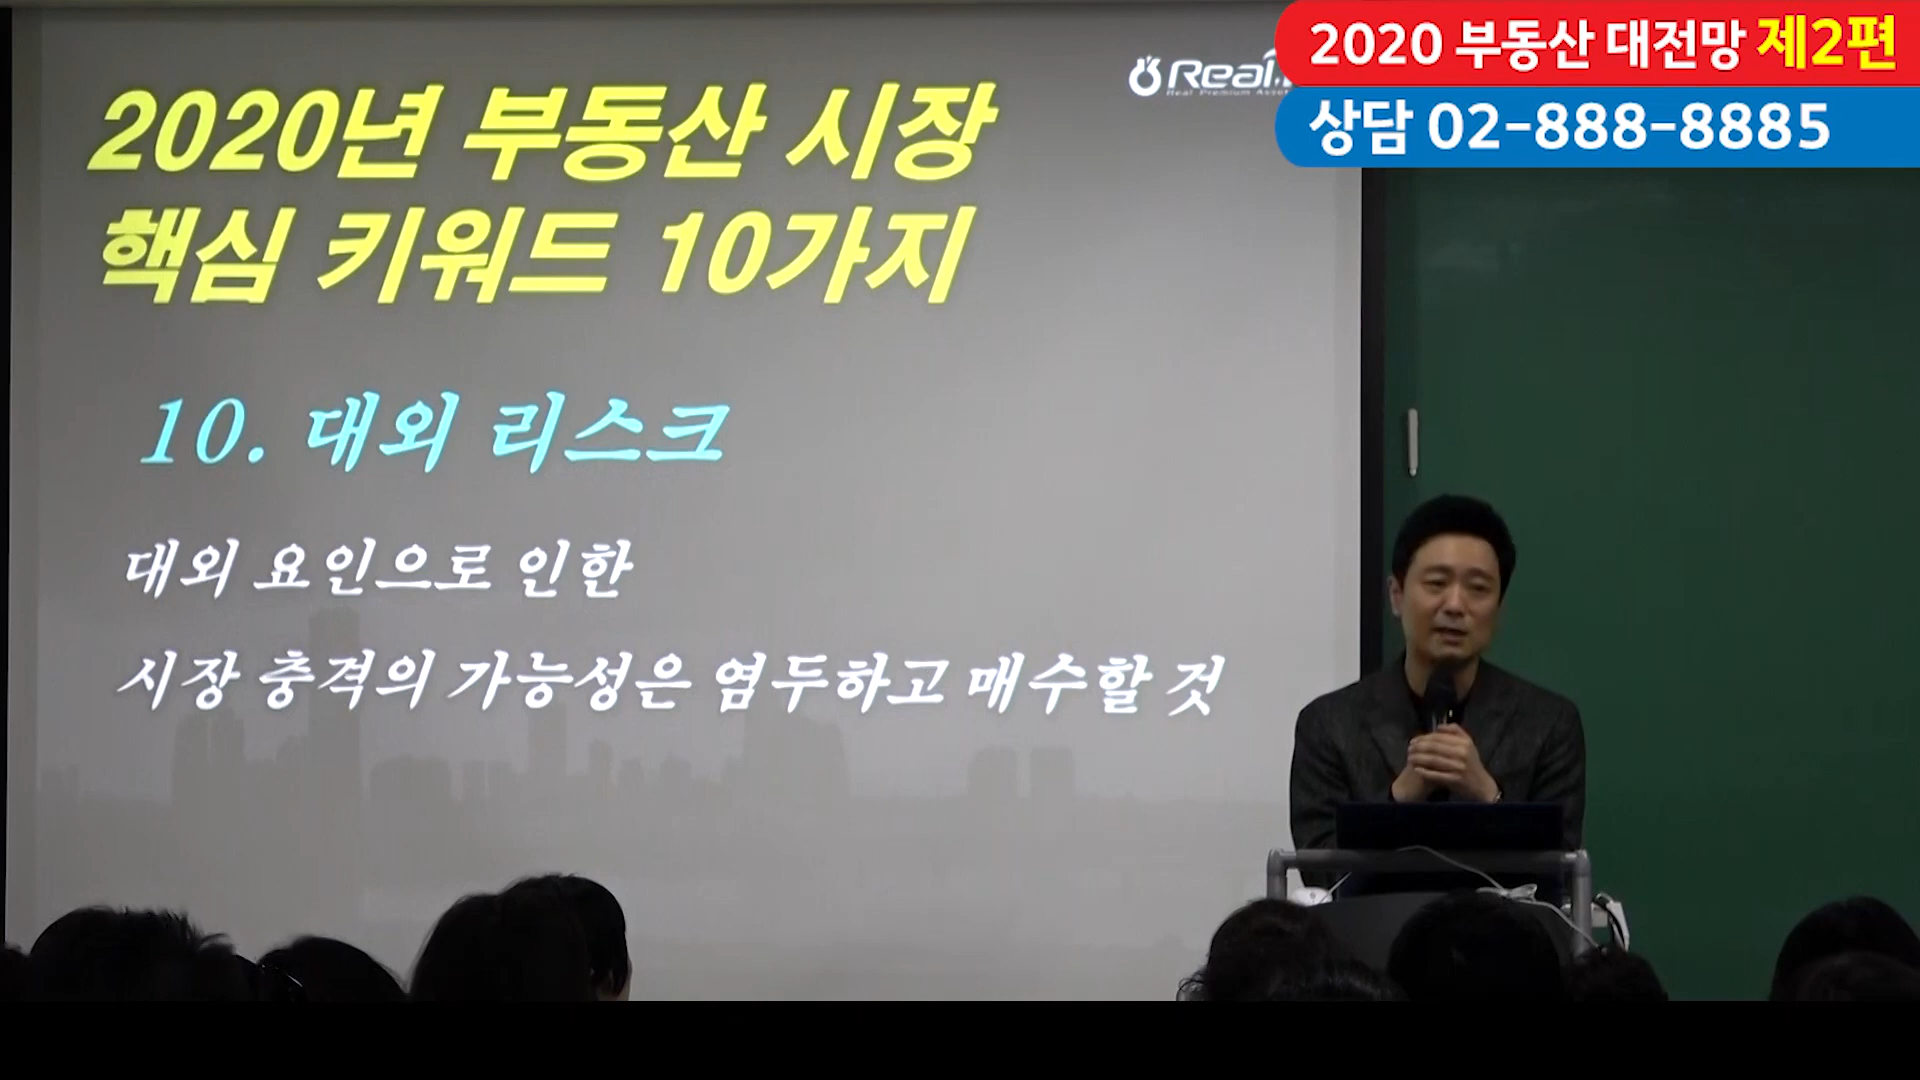 2020 부동산 대전망 제2편
상담 02-888-8885
Real
2020년 부동산 시장
핵심 키워드 10가지
10. 대외 리스크
대외 요인으로 인한
시장 충격의 가능성은 염두하고 매수할 것